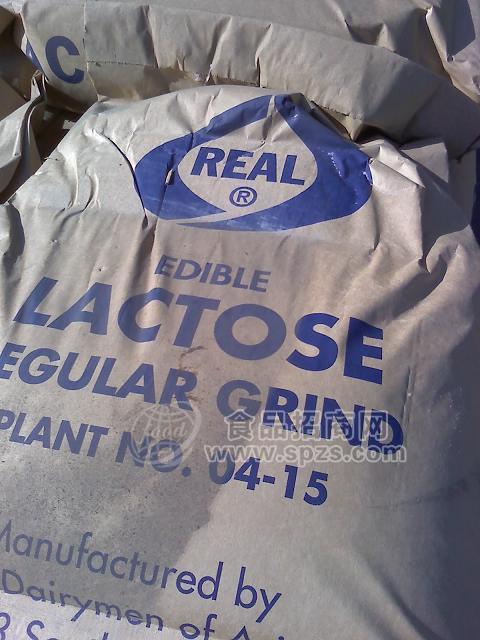 C
REAL
®
EDIBLE
LACTOSE
EGULAR GRIND
PLANT NO. 04-15
食品招商网
www.spzs.com
Manufactured by
Dairymen of A